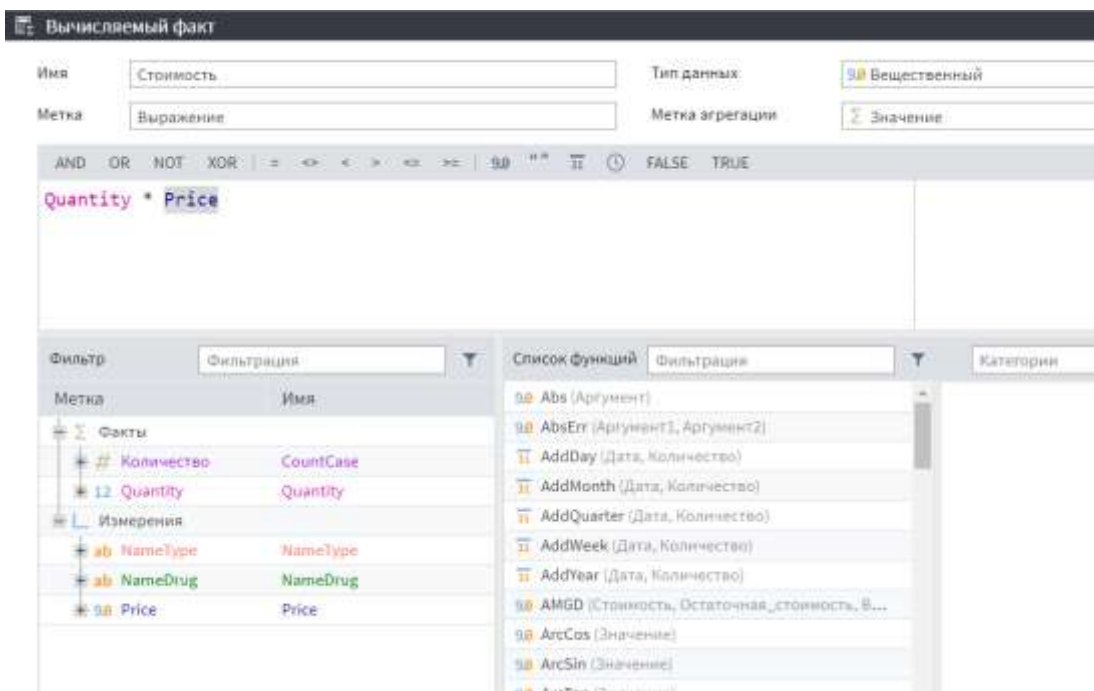 Вычисляемый факт
Имя Стоимость Тип данных 9.0 Вещественный
Метка Выражение Метка агрегации Σ Значение
AND OR NOT XOR = <> < > <= >= 9.0 "" FALSE TRUE
Quantity * Price
Фильтр Фильтрация Список функций Фильтрация Категории
Метка Имя 9.0 Abs (Аргумент)
Σ Факты 9.0 AbsErr (Аргумент1, Аргумент2)
# Количество CountCase AddDay (Дата, Количество)
12 Quantity Quantity AddMonth (Дата, Количество)
Измерения AddQuarter (Дата, Количество)
ab NameType NameType AddWeek (Дата, Количество)
ab NameDrug NameDrug AddYear (Дата, Количество)
9.0 Price Price 9.0 AMGD (Стоимость, Остаточная_стоимость, В...
9.0 ArcCos (Значение)
9.0 ArcSin (Значение)